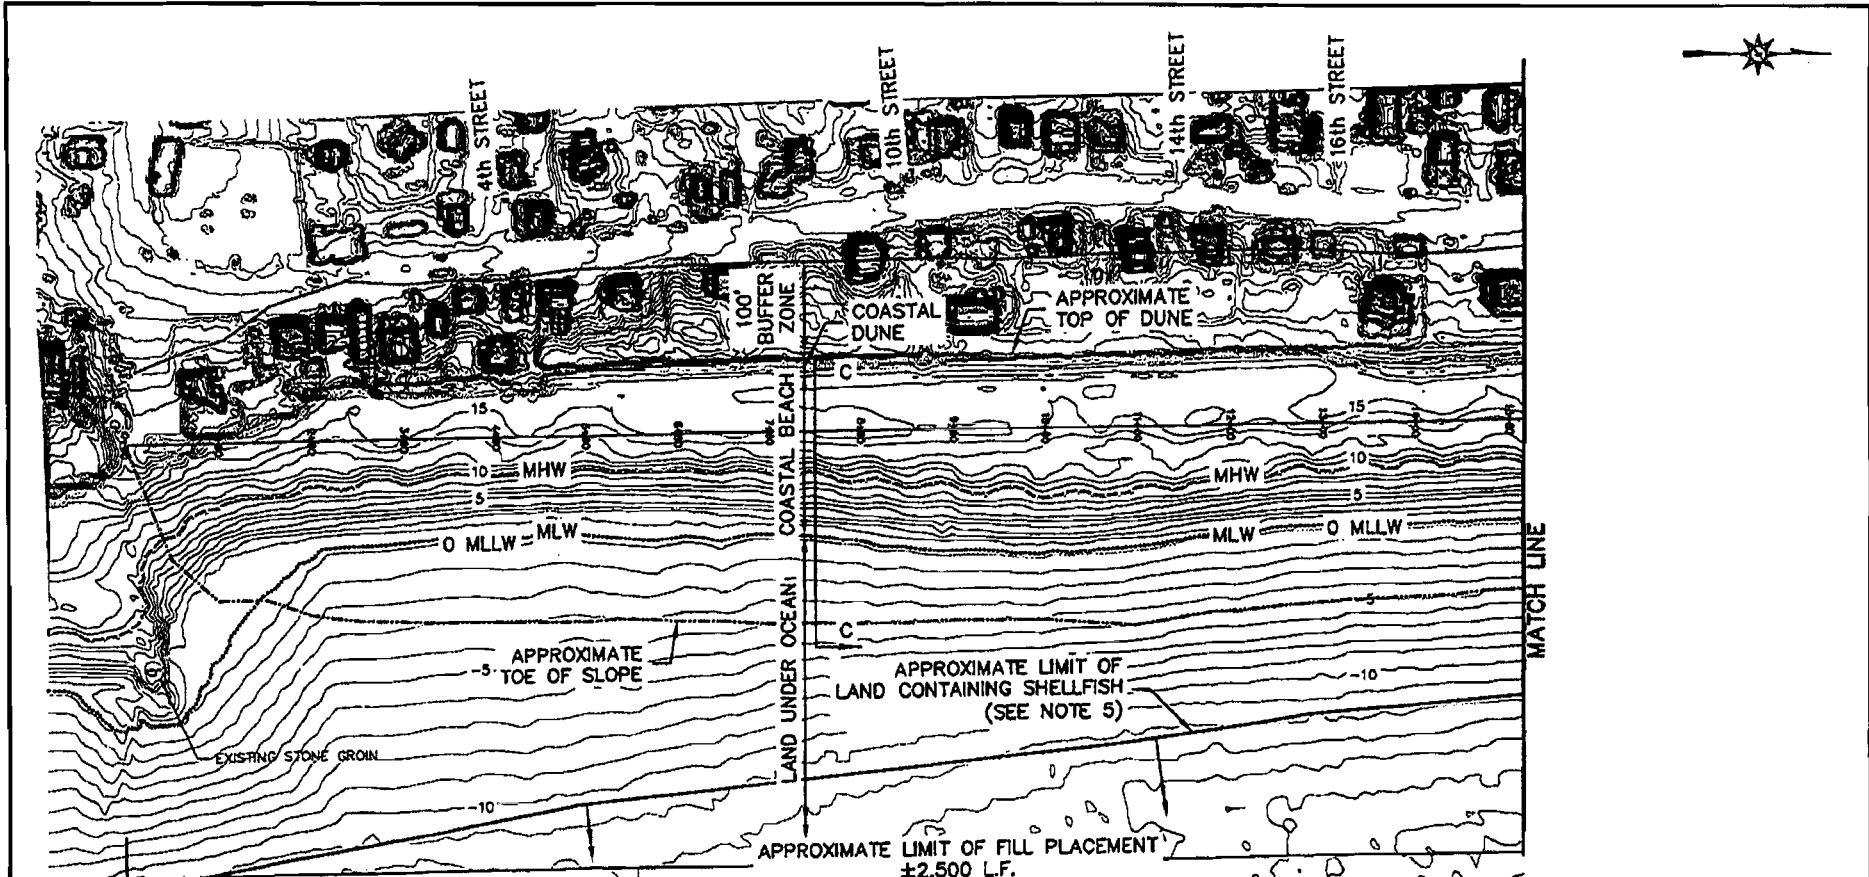 4th STREET
10th STREET
14th STREET
16th STREET
100'
BUFFER
ZONE
COASTAL
DUNE
APPROXIMATE
TOP OF DUNE
C
COASTAL BEACH
15
15
10
MHW
5
MHW
10
5
0 MLLW
MLW
MLW
0 MLLW
MATCH LINE
-5
LAND UNDER OCEAN
C
APPROXIMATE
TOE OF SLOPE
-5
APPROXIMATE LIMIT OF
LAND CONTAINING SHELLFISH
(SEE NOTE 5)
-10
EXISTING STONE GROIN
-10
APPROXIMATE LIMIT OF FILL PLACEMENT
±2,500 L.F.